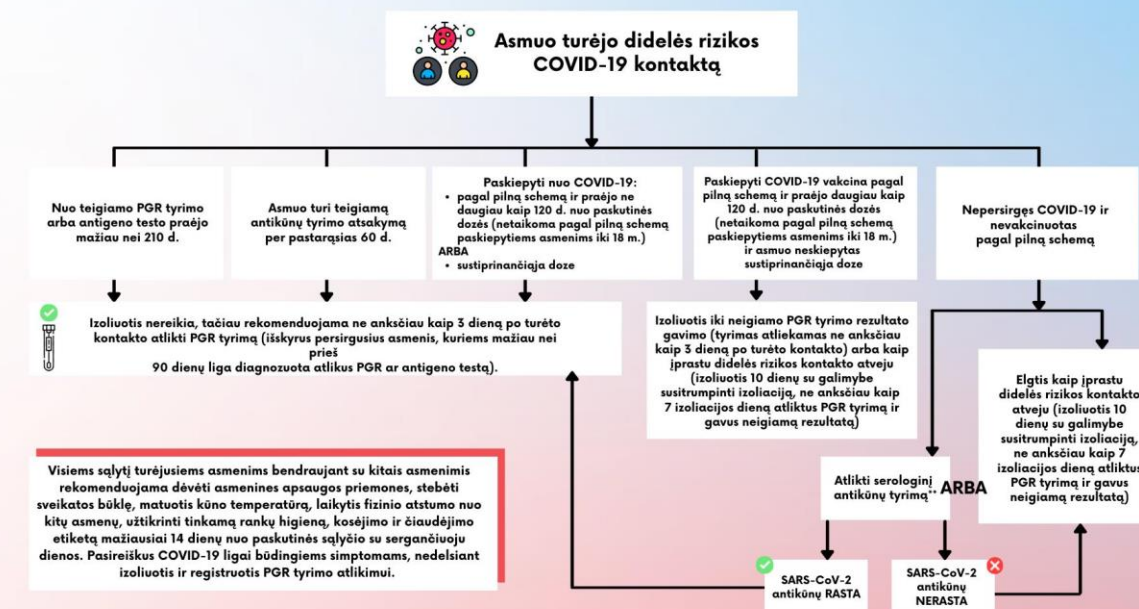 Asmuo turėjo didelės rizikos
COVID-19 kontaktą
Nuo teigiamo PGR tyrimo
arba antigeno testo praėjo
mažiau nei 210 d.
Asmuo turi teigiamą
antikūnų tyrimo atsakymą
per pastarąsias 60 d.
Paskiepyti nuo COVID-19:
• pagal pilną schemą ir praėjo ne
daugiau kaip 120 d. nuo paskutinės
dozės (netaikoma pagal pilną schemą
paskiepytiems asmenims iki 18 m.)
ARBA
• sustiprinančiąja doze
Paskiepyti COVID-19 vakcina pagal
pilną schemą ir praėjo daugiau kaip
120 d. nuo paskutinės dozės
(netaikoma pagal pilną schemą
paskiepytiems asmenims iki 18 m.)
ir asmuo neskiepytas
sustiprinančiąja doze
Nepersirgęs COVID-19 ir
nevakcinuotas
pagal pilną schemą
Izoliuotis nereikia, tačiau rekomenduojama ne anksčiau kaip 3 dieną po turėto
kontakto atlikti PGR tyrimą (išskyrus persirgusius asmenis, kuriems mažiau nei
prieš
90 dienų liga diagnozuota atlikus PGR ar antigeno testą).
Izoliuotis iki neigiamo PGR tyrimo rezultato
gavimo (tyrimas atliekamas ne anksčiau
kaip 3 dieną po turėto kontakto) arba kaip
įprastu didelės rizikos kontakto atveju
(izoliuotis 10 dienų su galimybe
susitrumpinti izoliaciją, ne anksčiau kaip
7 izoliacijos dieną atliktus PGR tyrimą ir
gavus neigiamą rezultatą)
Elgtis kaip įprastu
didelės rizikos kontakto
atveju (izoliuotis 10
dienų su galimybe
susitrumpinti izoliaciją,
ne anksčiau kaip 7
izoliacijos dieną atliktus
PGR tyrimą ir gavus
neigiamą rezultatą)
Atlikti serologinį
antikūnų tyrimą**
ARBA
SARS-CoV-2
antikūnų RASTA
SARS-CoV-2
antikūnų
NERASTA
Visiems sąlytį turėjusiems asmenims bendraujant su kitais asmenimis
rekomenduojama dėvėti asmenines apsaugos priemones, stebėti
sveikatos būklę, matuotis kūno temperatūrą, laikytis fizinio atstumo nuo
kitų asmenų, užtikrinti tinkamą rankų higieną, kosėjimo ir čiaudėjimo
etiketą mažiausiai 14 dienų nuo paskutinės sąlyčio su sergančiuoju
dienos. Pasireiškus COVID-19 ligai būdingiems simptomams, nedelsiant
izoliuotis ir registruotis PGR tyrimo atlikimui.